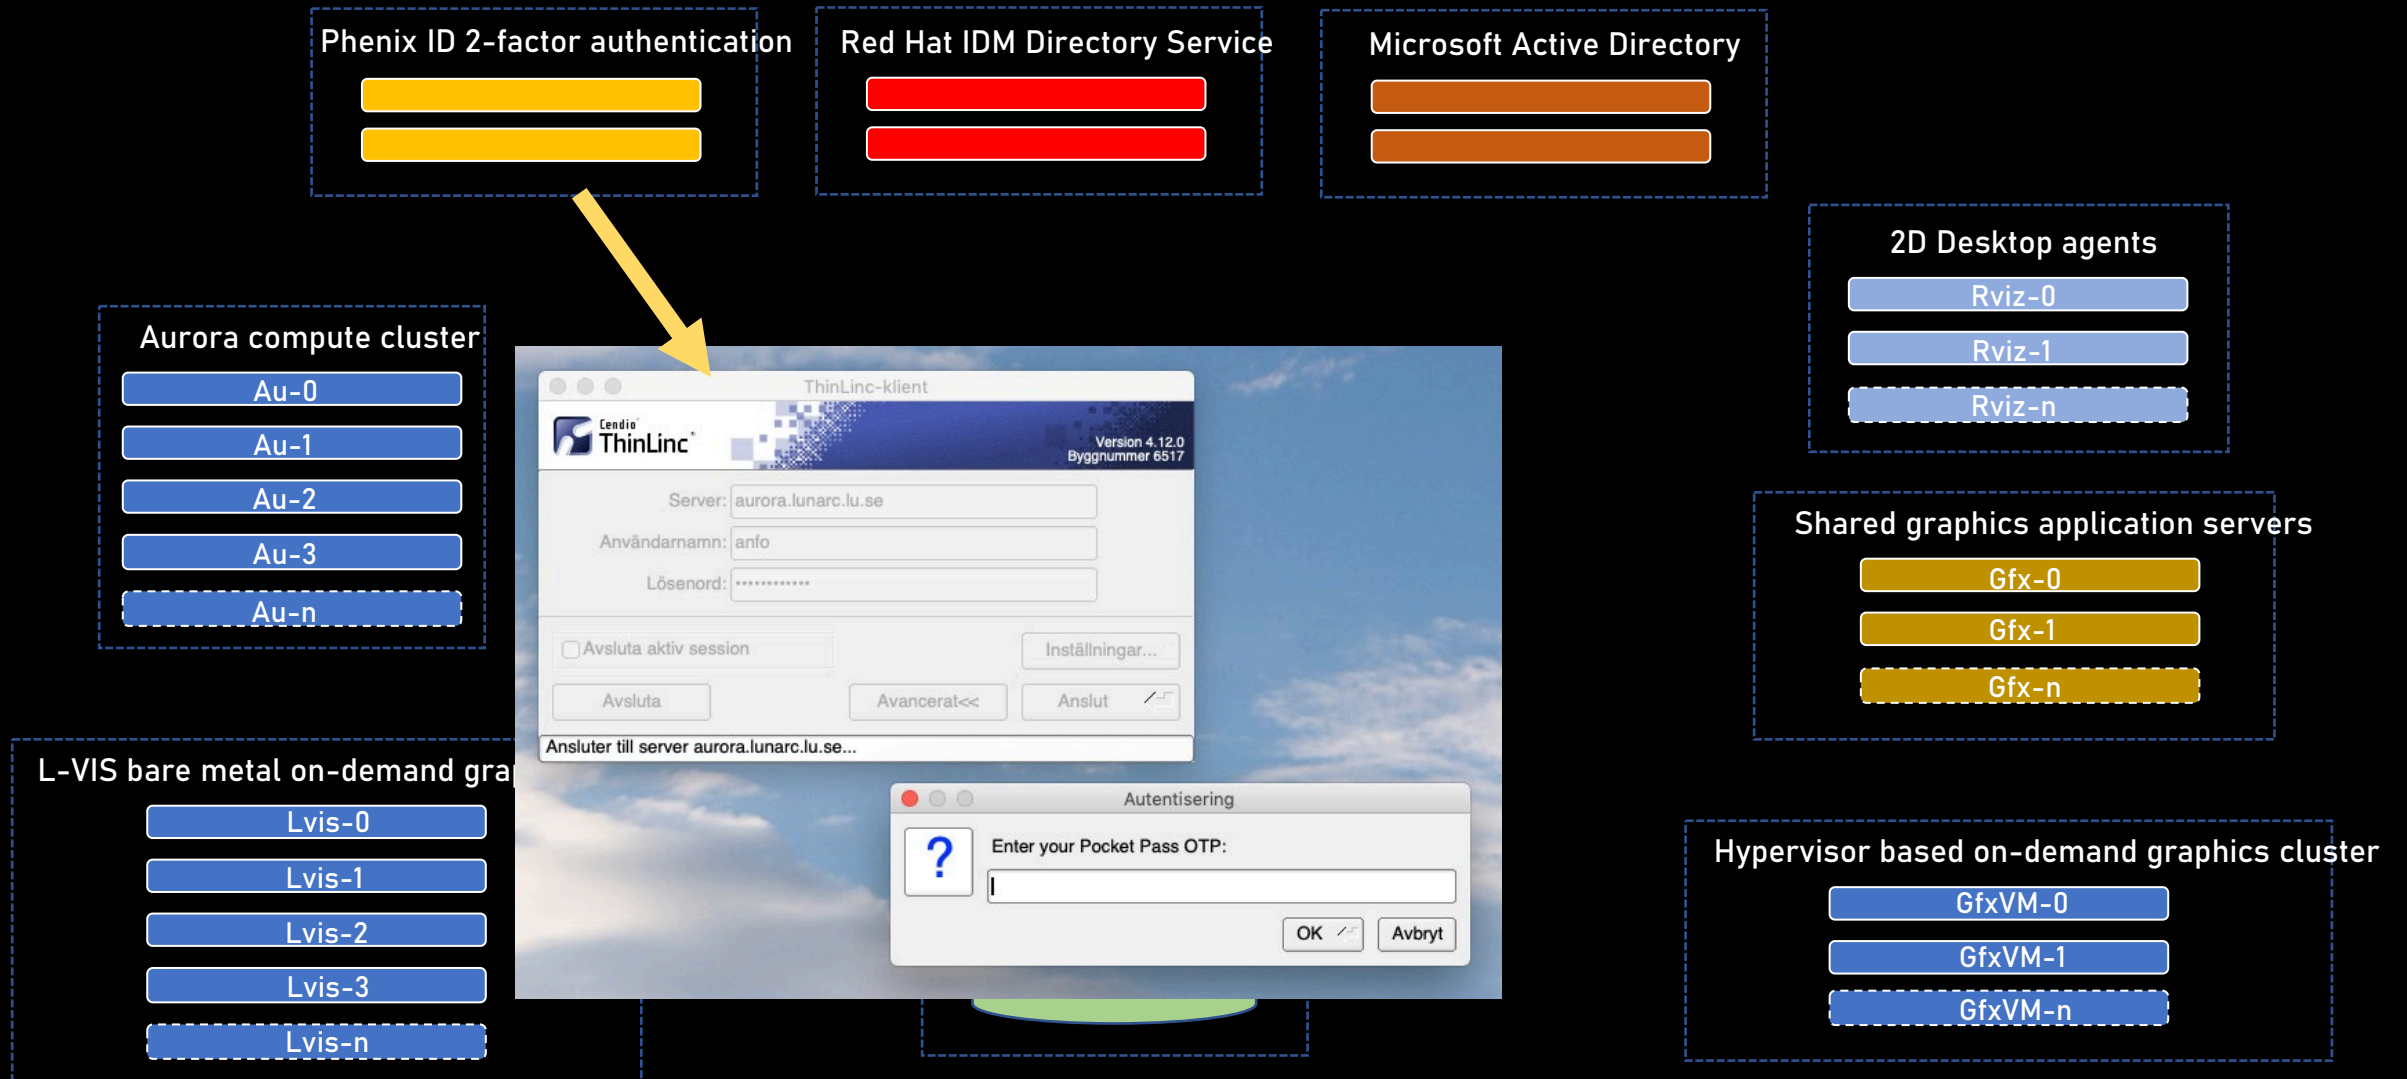 Phenix ID 2-factor authentication
Red Hat IDM Directory Service
Microsoft Active Directory
2D Desktop agents
Rviz-0
Rviz-1
Rviz-n
Aurora compute cluster
Au-0
Au-1
Au-2
Au-3
Au-n
ThinLinc-klient
Cendio
ThinLinc
Version 4.12.0
Byggnummer 6517
Server: aurora.lunarc.lu.se
Användarnamn: anfo
Lösenord: ••••••••••••
Avsluta aktiv session
Inställningar...
Avsluta
Avancerat<<
Anslut
Ansluter till server aurora.lunarc.lu.se...
Shared graphics application servers
Gfx-0
Gfx-1
Gfx-n
L-VIS bare metal on-demand gra
Lvis-0
Lvis-1
Lvis-2
Lvis-3
Lvis-n
Autentisering
?
Enter your Pocket Pass OTP:
OK
Avbryt
Hypervisor based on-demand graphics cluster
GfxVM-0
GfxVM-1
GfxVM-n